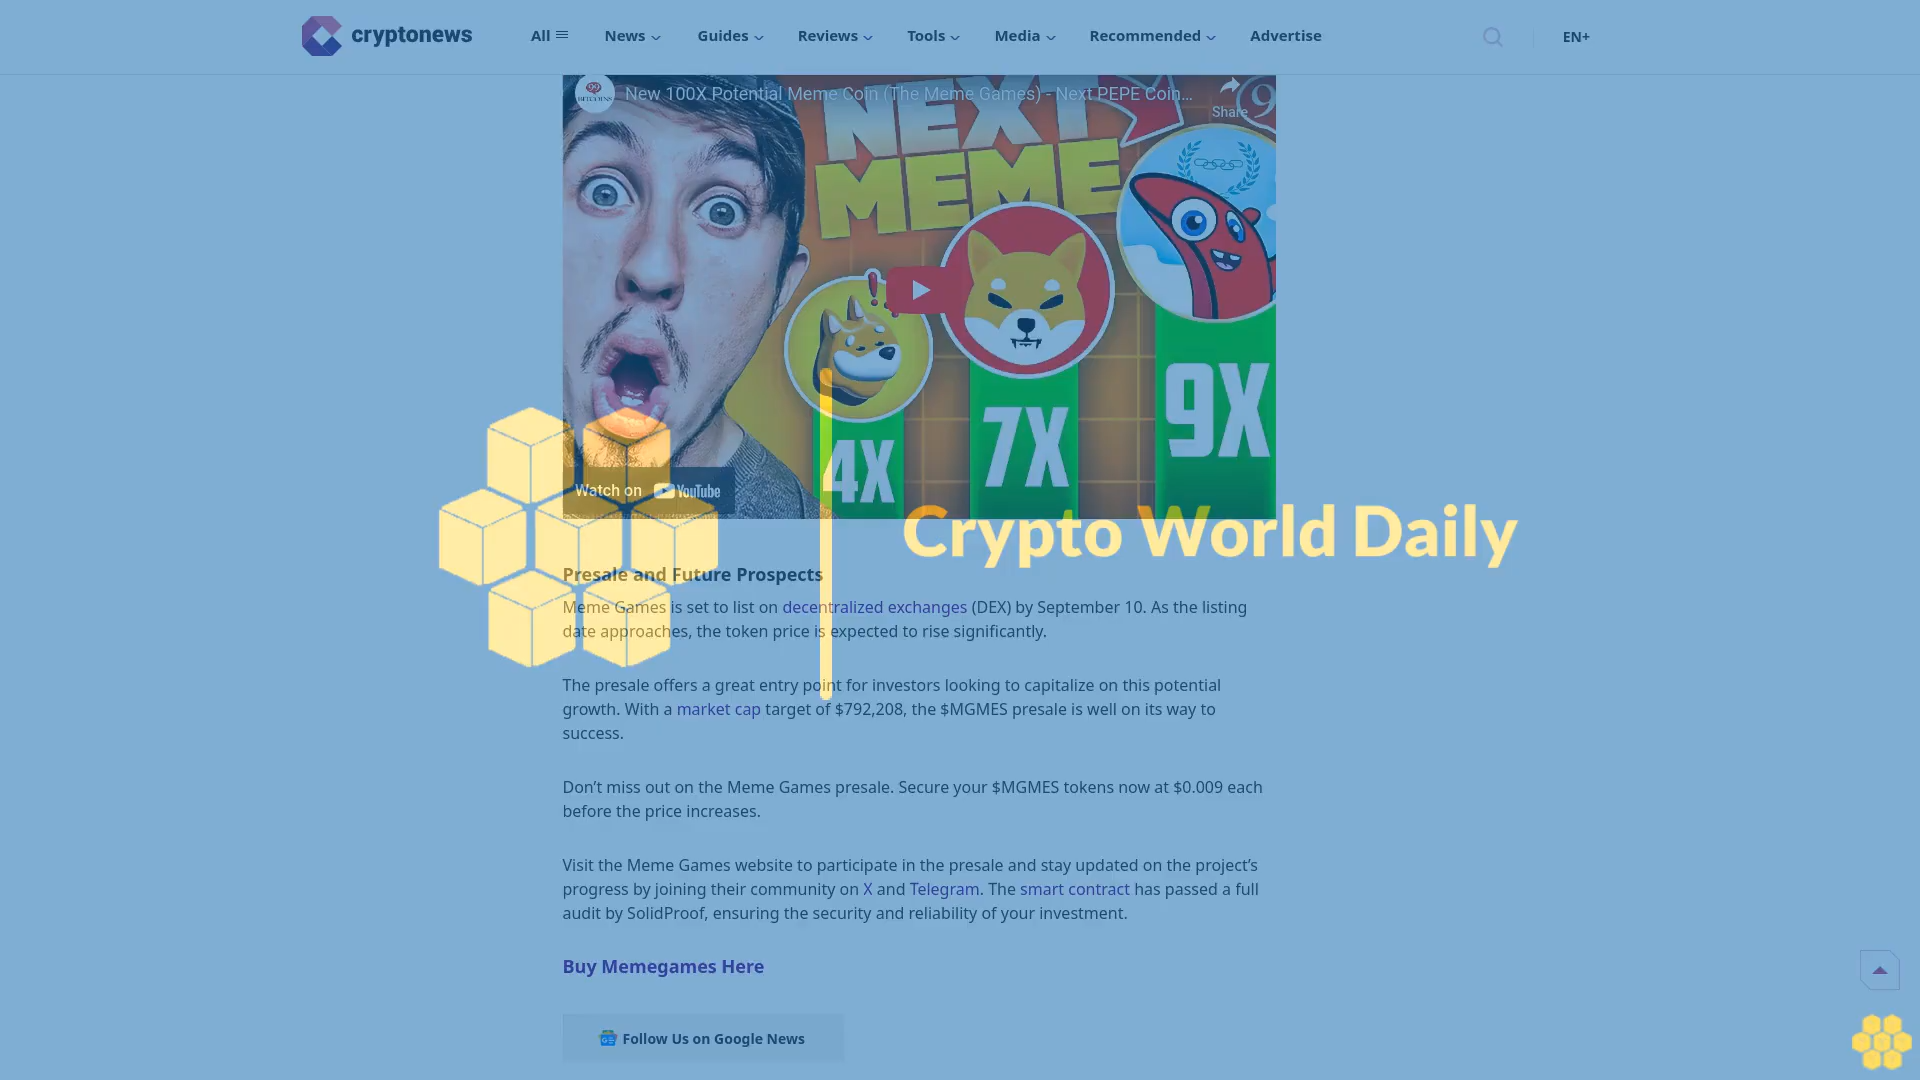 cryptonews
All News Guides Reviews Tools Media Recommended Advertise EN+
99
BITCOINS
New 100X Potential Meme Coin (The Meme Games) - Next PEPE Coin...
Share
NEXT
MEME
4X
7X
9X
Watch on YouTube
Crypto World Daily
Presale and Future Prospects
Meme Games is set to list on decentralized exchanges (DEX) by September 10. As the listing
date approaches, the token price is expected to rise significantly.
The presale offers a great entry point for investors looking to capitalize on this potential
growth. With a market cap target of $792,208, the $MGMES presale is well on its way to
success.
Don’t miss out on the Meme Games presale. Secure your $MGMES tokens now at $0.009 each
before the price increases.
Visit the Meme Games website to participate in the presale and stay updated on the project’s
progress by joining their community on X and Telegram. The smart contract has passed a full
audit by SolidProof, ensuring the security and reliability of your investment.
Buy Memegames Here
Follow Us on Google News